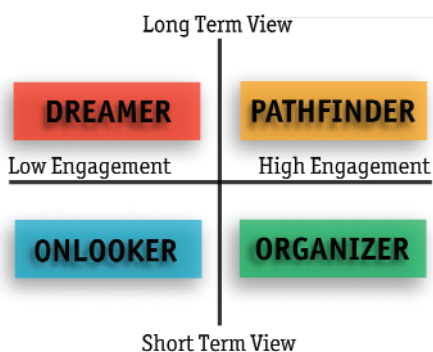 Long Term View
DREAMER
PATHFINDER
Low Engagement
High Engagement
ONLOOKER
ORGANIZER
Short Term View